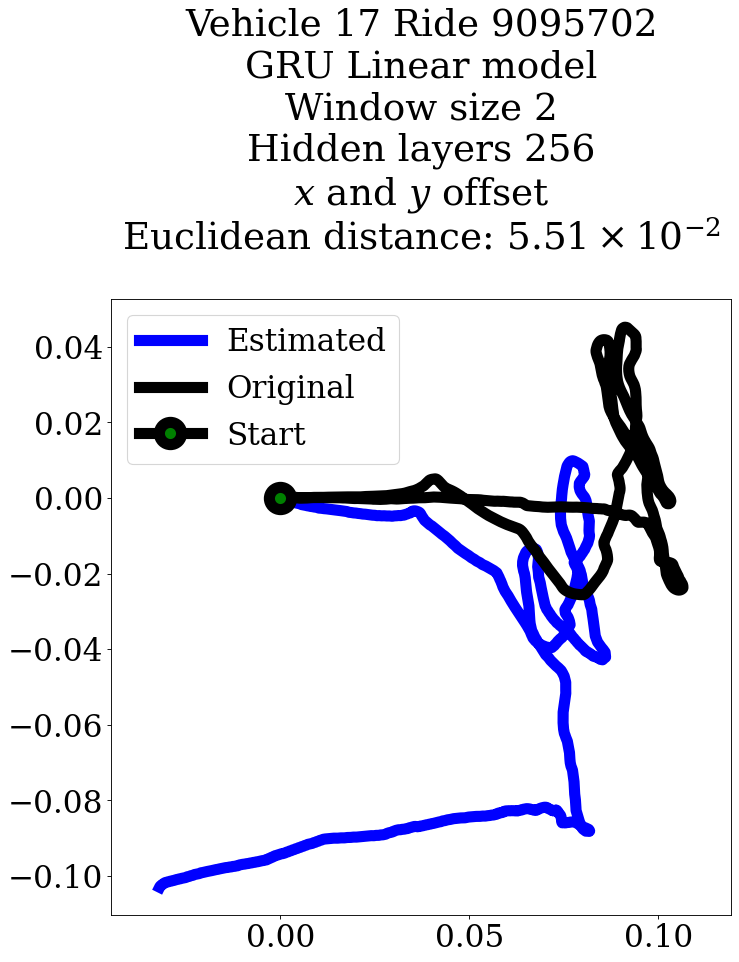 Vehicle 17 Ride 9095702
GRU Linear model
Window size 2
Hidden layers 256
x and y offset
Euclidean distance: 5.51 × 10⁻²
Estimated
Original
Start
0.04
0.02
0.00
−0.02
−0.04
−0.06
−0.08
−0.10
0.00 0.05 0.10